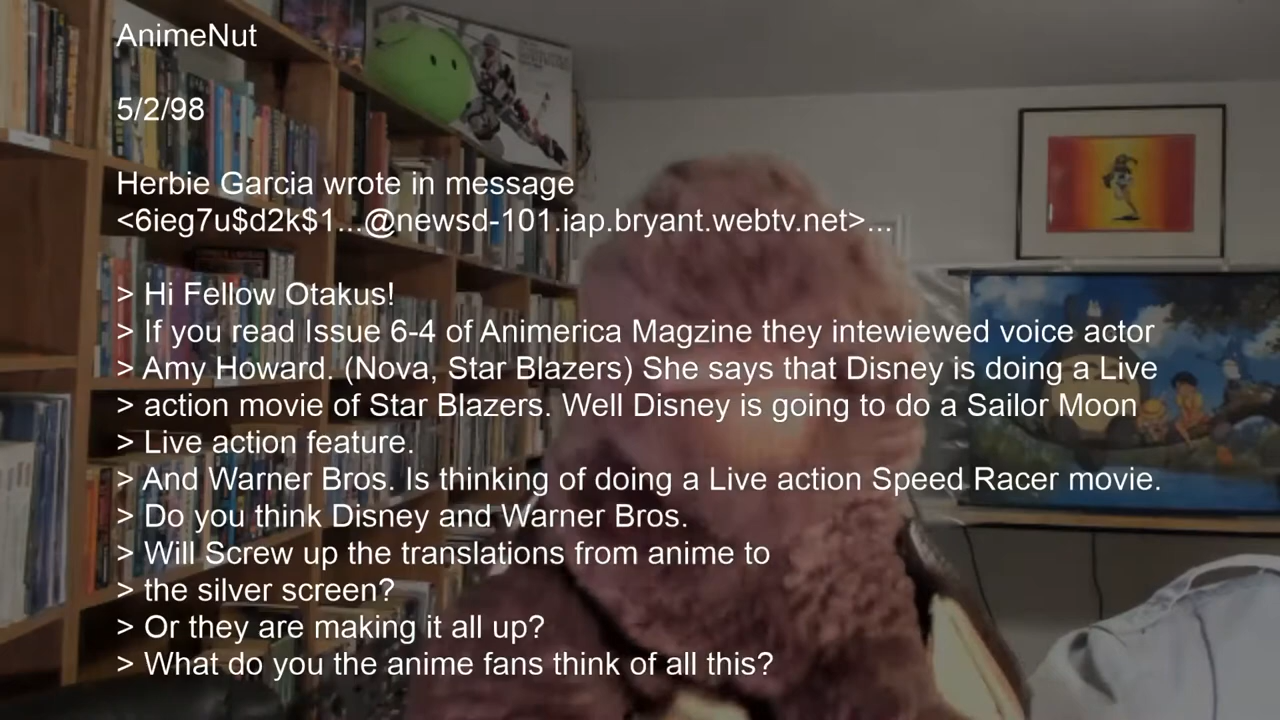 AnimeNut
5/2/98
Herbie Garcia wrote in message
<6ieg7u$d2k$1...@newsd-101.iap.bryant.webtv.net>...
> Hi Fellow Otakus!
> If you read Issue 6-4 of Animerica Magzine they intewiewed voice actor
> Amy Howard. (Nova, Star Blazers) She says that Disney is doing a Live
> action movie of Star Blazers. Well Disney is going to do a Sailor Moon
> Live action feature.
> And Warner Bros. Is thinking of doing a Live action Speed Racer movie.
> Do you think Disney and Warner Bros.
> Will Screw up the translations from anime to
> the silver screen?
> Or they are making it all up?
> What do you the anime fans think of all this?